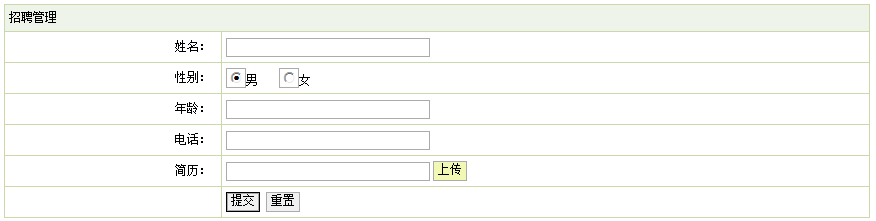 招聘管理
姓名：
性别： 男 女
年龄：
电话：
简历： 上传
提交 重置